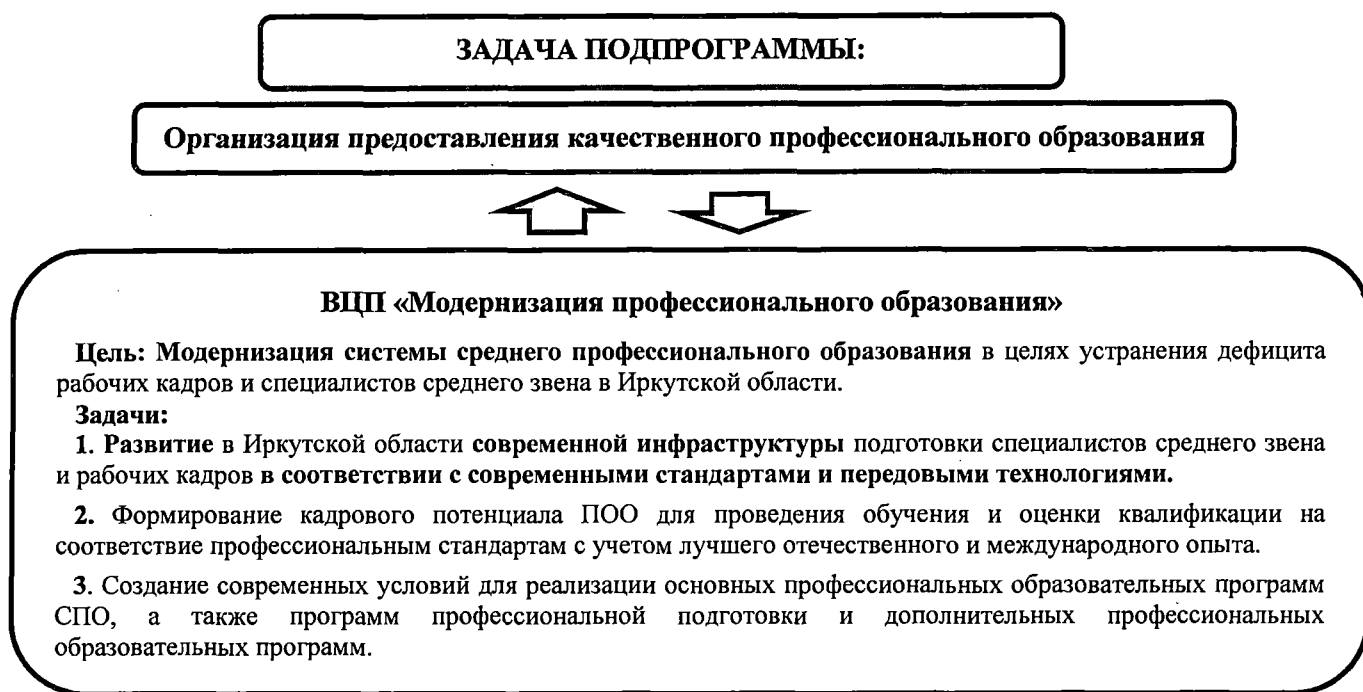 ЗАДАЧА ПОДПРОГРАММЫ:
Организация предоставления качественного профессионального образования
ВЦП «Модернизация профессионального образования»
Цель: Модернизация системы среднего профессионального образования в целях устранения дефицита
рабочих кадров и специалистов среднего звена в Иркутской области.
Задачи:
1. Развитие в Иркутской области современной инфраструктуры подготовки специалистов среднего звена
и рабочих кадров в соответствии с современными стандартами и передовыми технологиями.
2. Формирование кадрового потенциала ПОО для проведения обучения и оценки квалификации на
соответствие профессиональным стандартам с учетом лучшего отечественного и международного опыта.
3. Создание современных условий для реализации основных профессиональных образовательных программ
СПО, а также программ профессиональной подготовки и дополнительных профессиональных
образовательных программ.